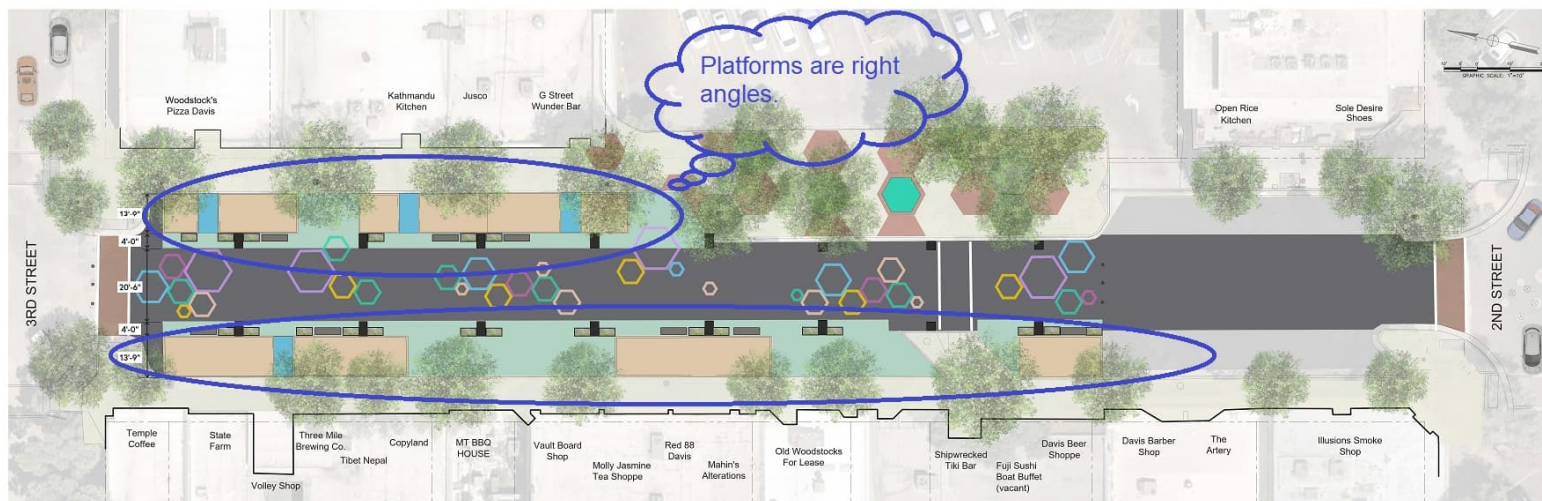 Platforms are right
angles.
Woodstock's
Pizza Davis
Kathmandu
Kitchen
Jusco
G Street
Wunder Bar
Open Rice
Kitchen
Sole Desire
Shoes
GRAPHIC SCALE: 1"=10'
3RD STREET
13'-9"
4'-0"
20'-6"
4'-0"
13'-9"
2ND STREET
Temple
Coffee
State
Farm
Volley Shop
Three Mile
Brewing Co.
Tibet Nepal
Copyland
MT BBQ
HOUSE
Vault Board
Shop
Molly Jasmine
Tea Shoppe
Red 88
Davis
Mahin's
Alterations
Old Woodstocks
For Lease
Shipwrecked
Tiki Bar
Fuji Sushi
Boat Buffet
(vacant)
Davis Beer
Shoppe
Davis Barber
Shop
The
Artery
Illusions Smoke
Shop